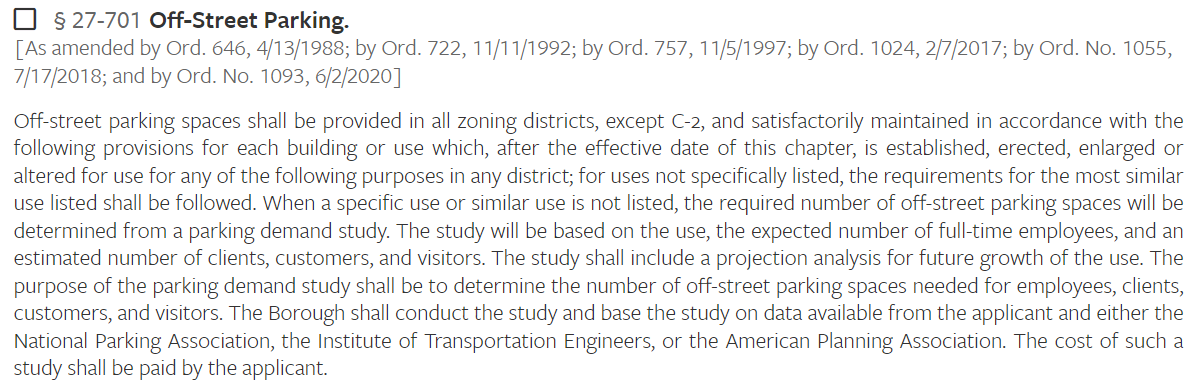 § 27-701 Off-Street Parking.
[As amended by Ord. 646, 4/13/1988; by Ord. 722, 11/11/1992; by Ord. 757, 11/5/1997; by Ord. 1024, 2/7/2017; by Ord. No. 1055,
7/17/2018; and by Ord. No. 1093, 6/2/2020]
Off-street parking spaces shall be provided in all zoning districts, except C-2, and satisfactorily maintained in accordance with the
following provisions for each building or use which, after the effective date of this chapter, is established, erected, enlarged or
altered for use for any of the following purposes in any district; for uses not specifically listed, the requirements for the most similar
use listed shall be followed. When a specific use or similar use is not listed, the required number of off-street parking spaces will be
determined from a parking demand study. The study will be based on the use, the expected number of full-time employees, and an
estimated number of clients, customers, and visitors. The study shall include a projection analysis for future growth of the use. The
purpose of the parking demand study shall be to determine the number of off-street parking spaces needed for employees, clients,
customers, and visitors. The Borough shall conduct the study and base the study on data available from the applicant and either the
National Parking Association, the Institute of Transportation Engineers, or the American Planning Association. The cost of such a
study shall be paid by the applicant.